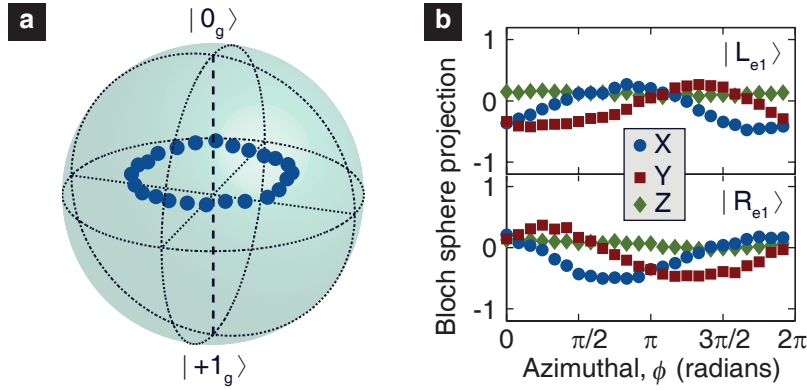 a
| 0g ⟩
| +1g ⟩
b
Bloch sphere projection
1
0
-1
| Le1 ⟩
X
Y
Z
1
0
-1
| Re1 ⟩
0 π/2 π 3π/2 2π
Azimuthal, ϕ (radians)